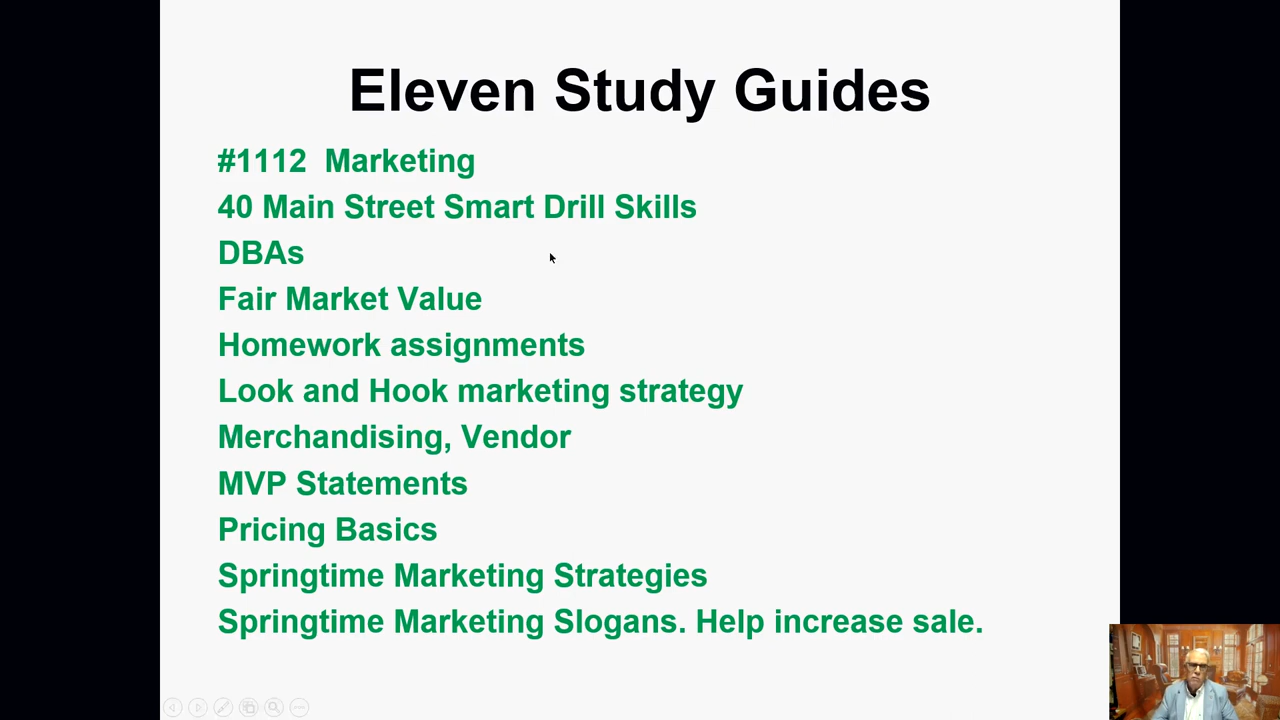 Eleven Study Guides
#1112  Marketing
40 Main Street Smart Drill Skills
DBAs
Fair Market Value
Homework assignments
Look and Hook marketing strategy
Merchandising, Vendor
MVP Statements
Pricing Basics
Springtime Marketing Strategies
Springtime Marketing Slogans. Help increase sale.